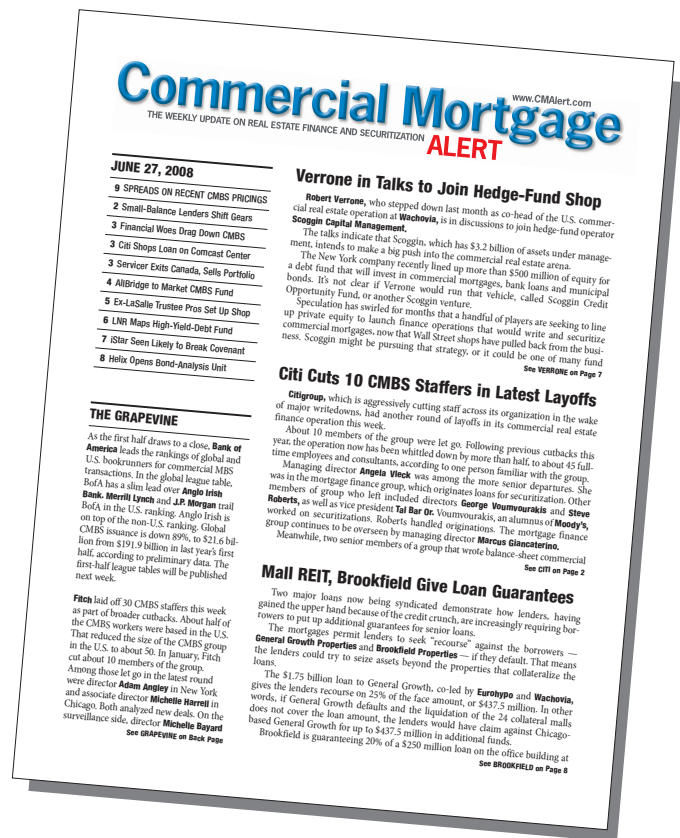 Commercial Mortgage
www.CMAlert.com
THE WEEKLY UPDATE ON REAL ESTATE FINANCE AND SECURITIZATION
ALERT
JUNE 27, 2008
9 SPREADS ON RECENT CMBS PRICINGS
2 Small-Balance Lenders Shift Gears
3 Financial Woes Drag Down CMBS
3 Citi Shops Loan on Comcast Center
3 Servicer Exits Canada, Sells Portfolio
4 AllBridge to Market CMBS Fund
5 Ex-LaSalle Trustee Pros Set Up Shop
6 LNR Maps High-Yield-Debt Fund
7 iStar Seen Likely to Break Covenant
8 Helix Opens Bond-Analysis Unit
THE GRAPEVINE
As the first half draws to a close, Bank of
America leads the rankings of global and
U.S. bookrunners for commercial MBS
transactions. In the global league table,
BofA has a slim lead over Anglo Irish
Bank. Merrill Lynch and J.P. Morgan trail
BofA in the U.S. ranking. Anglo Irish is
on top of the non-U.S. ranking. Global
CMBS issuance is down 89%, to $21.6 bil-
lion from $191.9 billion in last year's first
half, according to preliminary data. The
first-half league tables will be published
next week.
Fitch laid off 30 CMBS staffers this week
as part of broader cutbacks. About half of
the CMBS workers were based in the U.S.
That reduced the size of the CMBS group
in the U.S. to about 50. In January, Fitch
cut about 10 members of the group.
Among those let go in the latest round
were director Adam Angley in New York
and associate director Michelle Harrell in
Chicago. Both analyzed new deals. On the
surveillance side, director Michelle Bayard
See GRAPEVINE on Back Page
Verrone in Talks to Join Hedge-Fund Shop
Robert Verrone, who stepped down last month as co-head of the U.S. commer-
cial real estate operation at Wachovia, is in discussions to join hedge-fund operator
Scoggin Capital Management.
The talks indicate that Scoggin, which has $3.2 billion of assets under manage-
ment, intends to make a big push into the commercial real estate arena.
The New York company recently lined up more than $500 million of equity for
a debt fund that will invest in commercial mortgages, bank loans and municipal
bonds. It's not clear if Verrone would run that vehicle, called Scoggin Credit
Opportunity Fund, or another Scoggin venture.
Speculation has swirled for months that a handful of players are seeking to line
up private equity to launch finance operations that would write and securitize
commercial mortgages, now that Wall Street shops have pulled back from the busi-
ness. Scoggin might be pursuing that strategy, or it could be one of many fund
See VERRONE on Page 7
Citi Cuts 10 CMBS Staffers in Latest Layoffs
Citigroup, which is aggressively cutting staff across its organization in the wake
of major writedowns, had another round of layoffs in its commercial real estate
finance operation this week.
About 10 members of the group were let go. Following previous cutbacks this
year, the operation now has been whittled down by more than half, to about 45 full-
time employees and consultants, according to one person familiar with the group.
Managing director Angela Vleck was among the more senior departures. She
was in the mortgage finance group, which originates loans for securitization. Other
members of group who left included directors George Voumvourakis and Steve
Roberts, as well as vice president Tal Bar Or. Voumvourakis, an alumnus of Moody's,
worked on securitizations. Roberts handled originations. The mortgage finance
group continues to be overseen by managing director Marcus Giancaterino.
Meanwhile, two senior members of a group that wrote balance-sheet commercial
See CITI on Page 2
Mall REIT, Brookfield Give Loan Guarantees
Two major loans now being syndicated demonstrate how lenders, having
gained the upper hand because of the credit crunch, are increasingly requiring bor-
rowers to put up additional guarantees for senior loans.
The mortgages permit lenders to seek "recourse" against the borrowers —
General Growth Properties and Brookfield Properties — if they default. That means
the lenders could try to seize assets beyond the properties that collateralize the
loans.
The $1.75 billion loan to General Growth, co-led by Eurohypo and Wachovia,
gives the lenders recourse on 25% of the face amount, or $437.5 million. In other
words, if General Growth defaults and the liquidation of the 24 collateral malls
does not cover the loan amount, the lenders would have claim against Chicago-
based General Growth for up to $437.5 million in additional funds.
Brookfield is guaranteeing 20% of a $250 million loan on the office building at
See BROOKFIELD on Page 8